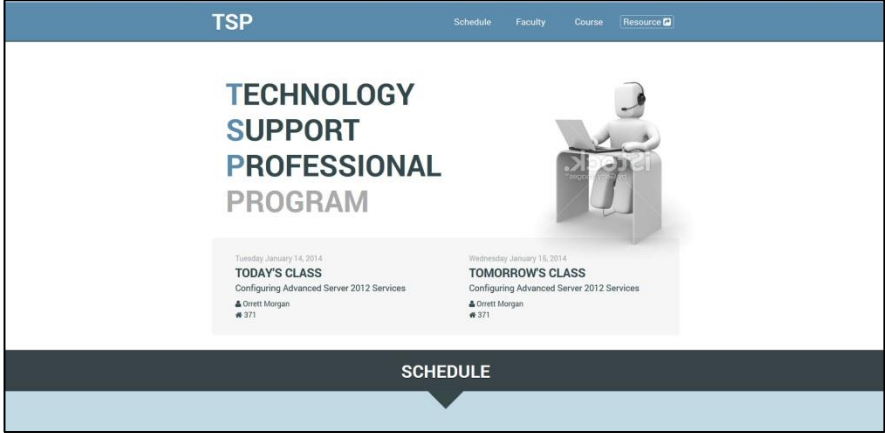 TSP
Schedule Faculty Course Resource
TECHNOLOGY
SUPPORT
PROFESSIONAL
PROGRAM
iStock.
Tuesday January 14, 2014
TODAY'S CLASS
Configuring Advanced Server 2012 Services
Orrett Morgan
371
Wednesday January 15, 2014
TOMORROW'S CLASS
Configuring Advanced Server 2012 Services
Orrett Morgan
371
SCHEDULE